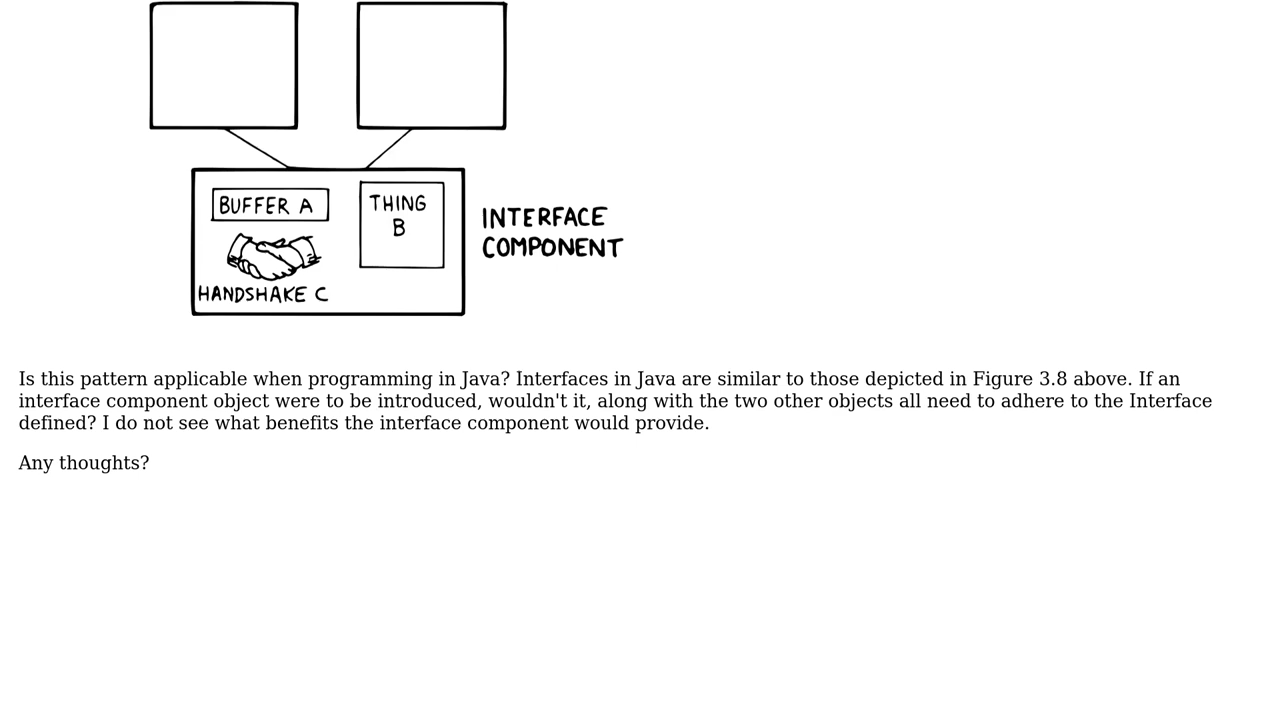 BUFFER A
THING
B
HANDSHAKE C
INTERFACE
COMPONENT
Is this pattern applicable when programming in Java? Interfaces in Java are similar to those depicted in Figure 3.8 above. If an
interface component object were to be introduced, wouldn't it, along with the two other objects all need to adhere to the Interface
defined? I do not see what benefits the interface component would provide.
Any thoughts?